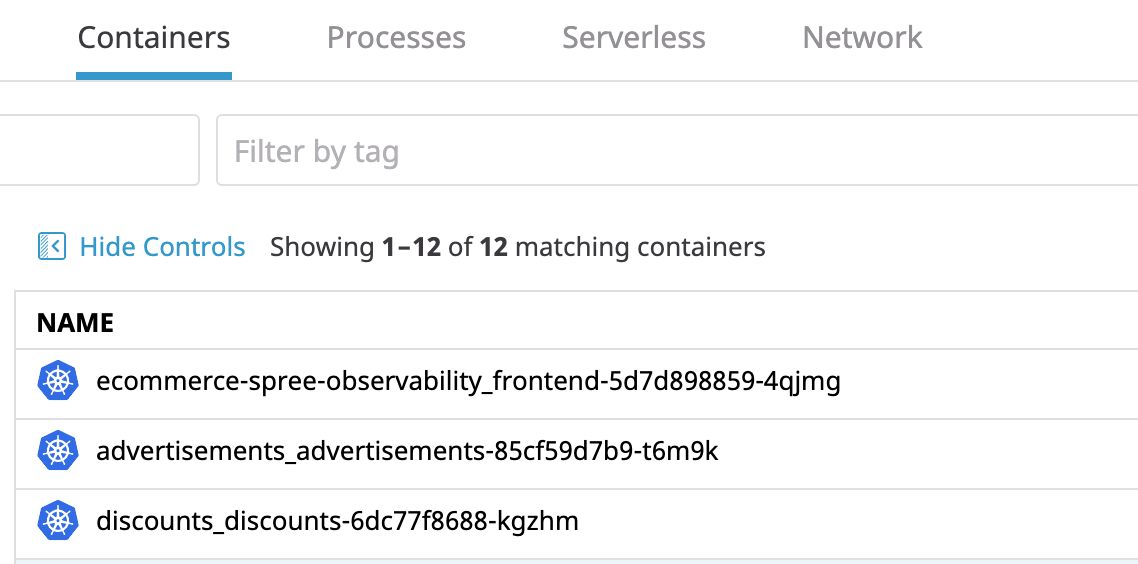 Containers Processes Serverless Network
Filter by tag
Hide Controls Showing 1–12 of 12 matching containers
NAME
ecommerce-spree-observability_frontend-5d7d898859-4qjmg
advertisements_advertisements-85cf59d7b9-t6m9k
discounts_discounts-6dc77f8688-kgzhm